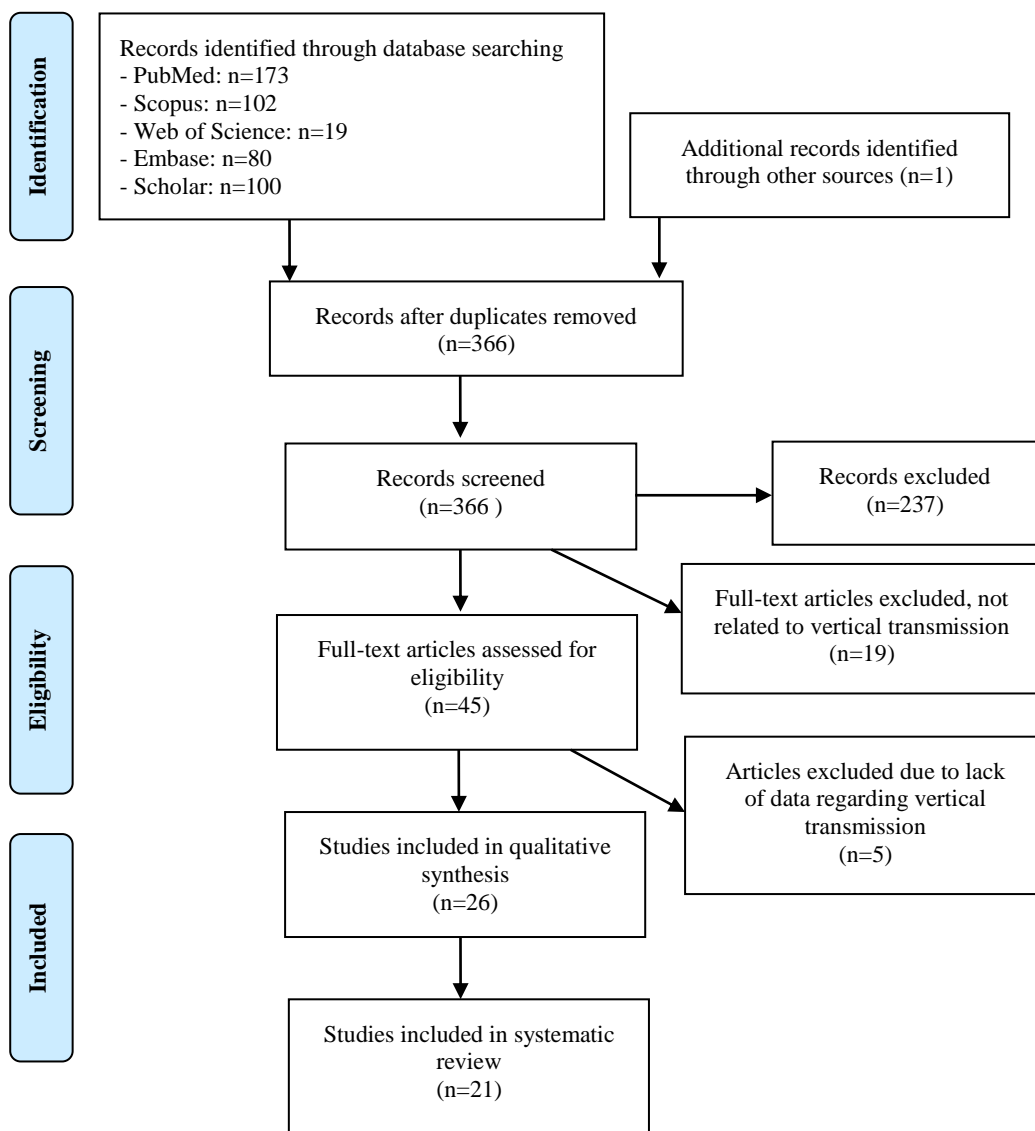 Identification
Records identified through database searching
- PubMed: n=173
- Scopus: n=102
- Web of Science: n=19
- Embase: n=80
- Scholar: n=100
Additional records identified
through other sources (n=1)
Screening
Records after duplicates removed
(n=366)
Records screened
(n=366 )
Records excluded
(n=237)
Eligibility
Full-text articles excluded, not
related to vertical transmission
(n=19)
Full-text articles assessed for
eligibility
(n=45)
Articles excluded due to lack
of data regarding vertical
transmission
(n=5)
Included
Studies included in qualitative
synthesis
(n=26)
Studies included in systematic
review
(n=21)